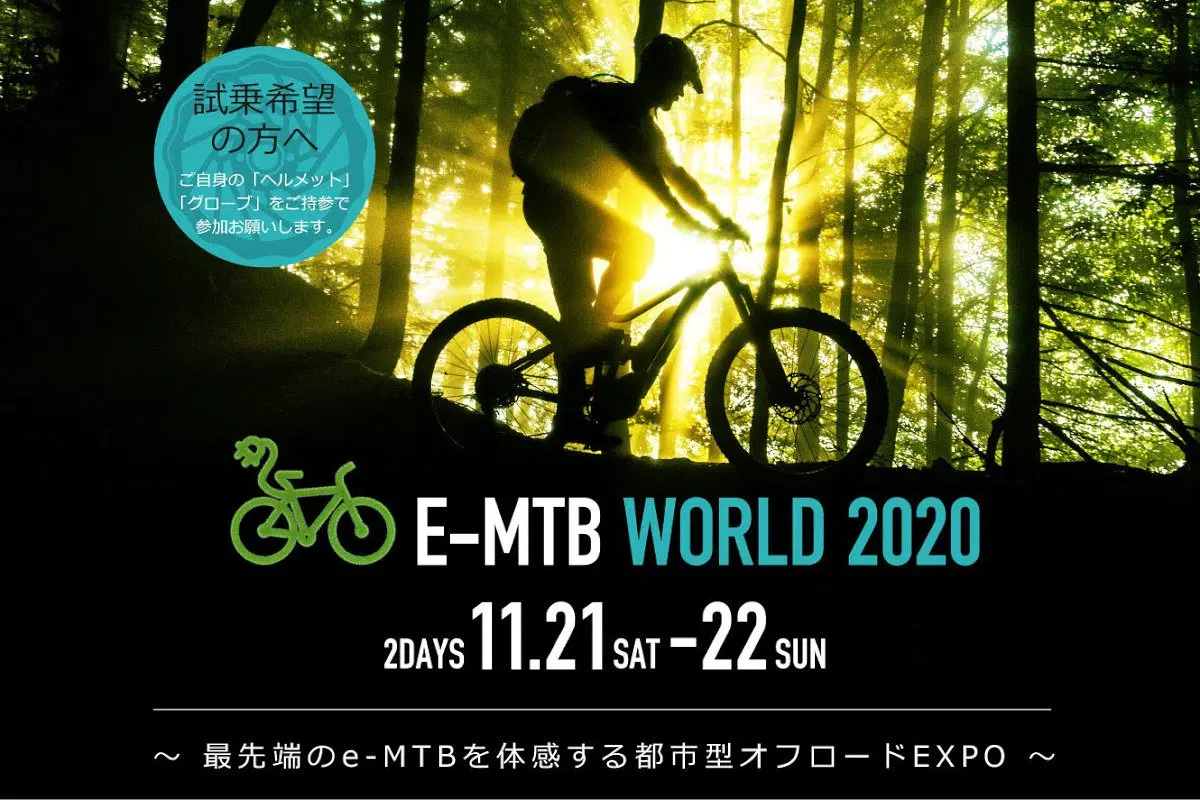 試乗希望
の方へ
ご自身の「ヘルメット」
「グローブ」をご持参で
参加お願いします。
E-MTB WORLD 2020
2DAYS 11.21 SAT -22 SUN
～ 最先端のe-MTBを体感する都市型オフロードEXPO ～